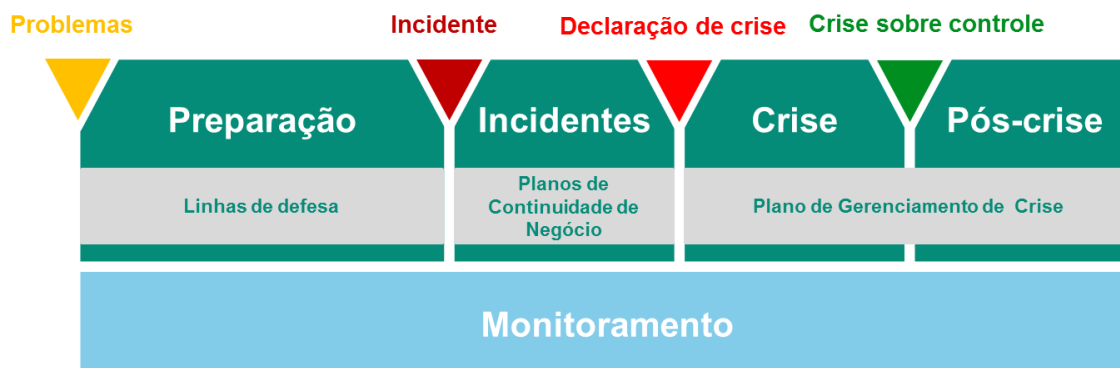 Problemas
Incidente
Declaração de crise
Crise sobre controle
Preparação
Incidentes
Crise
Pós-crise
Linhas de defesa
Planos de
Continuidade de
Negócio
Plano de Gerenciamento de Crise
Monitoramento